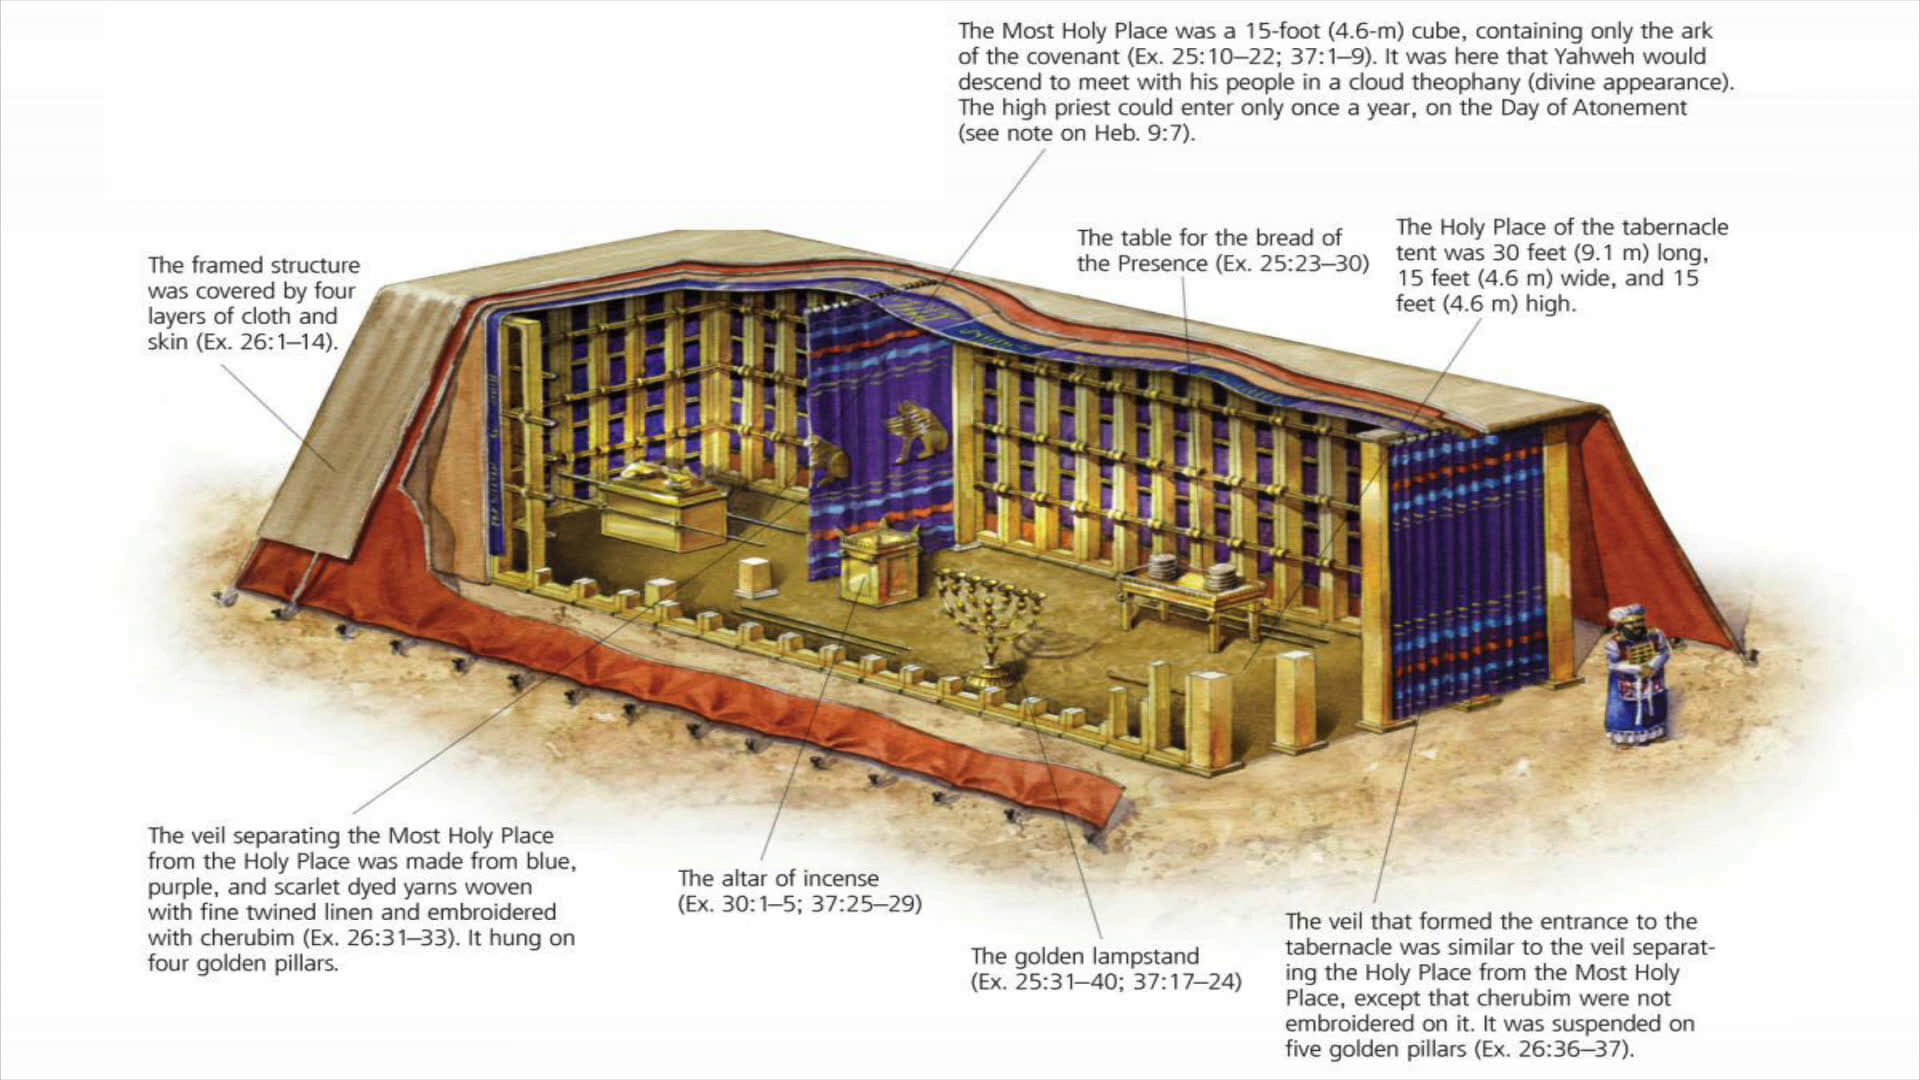 The Most Holy Place was a 15-foot (4.6-m) cube, containing only the ark
of the covenant (Ex. 25:10–22; 37:1–9). It was here that Yahweh would
descend to meet with his people in a cloud theophany (divine appearance).
The high priest could enter only once a year, on the Day of Atonement
(see note on Heb. 9:7).
The table for the bread of
the Presence (Ex. 25:23–30)
The Holy Place of the tabernacle
tent was 30 feet (9.1 m) long,
15 feet (4.6 m) wide, and 15
feet (4.6 m) high.
The framed structure
was covered by four
layers of cloth and
skin (Ex. 26:1–14).
The veil separating the Most Holy Place
from the Holy Place was made from blue,
purple, and scarlet dyed yarns woven
with fine twined linen and embroidered
with cherubim (Ex. 26:31–33). It hung on
four golden pillars.
The altar of incense
(Ex. 30:1–5; 37:25–29)
The golden lampstand
(Ex. 25:31–40; 37:17–24)
The veil that formed the entrance to the
tabernacle was similar to the veil separat-
ing the Holy Place from the Most Holy
Place, except that cherubim were not
embroidered on it. It was suspended on
five golden pillars (Ex. 26:36–37).